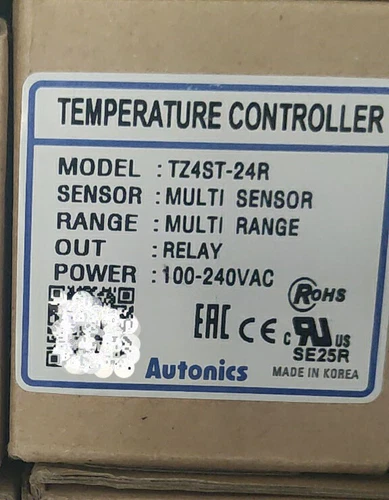 TEMPERATURE CONTROLLER
MODEL : TZ4ST-24R
SENSOR : MULTI SENSOR
RANGE : MULTI RANGE
OUT : RELAY
POWER : 100-240VAC
RoHS
EAC CE c RU US
SE25R
Autonics MADE IN KOREA